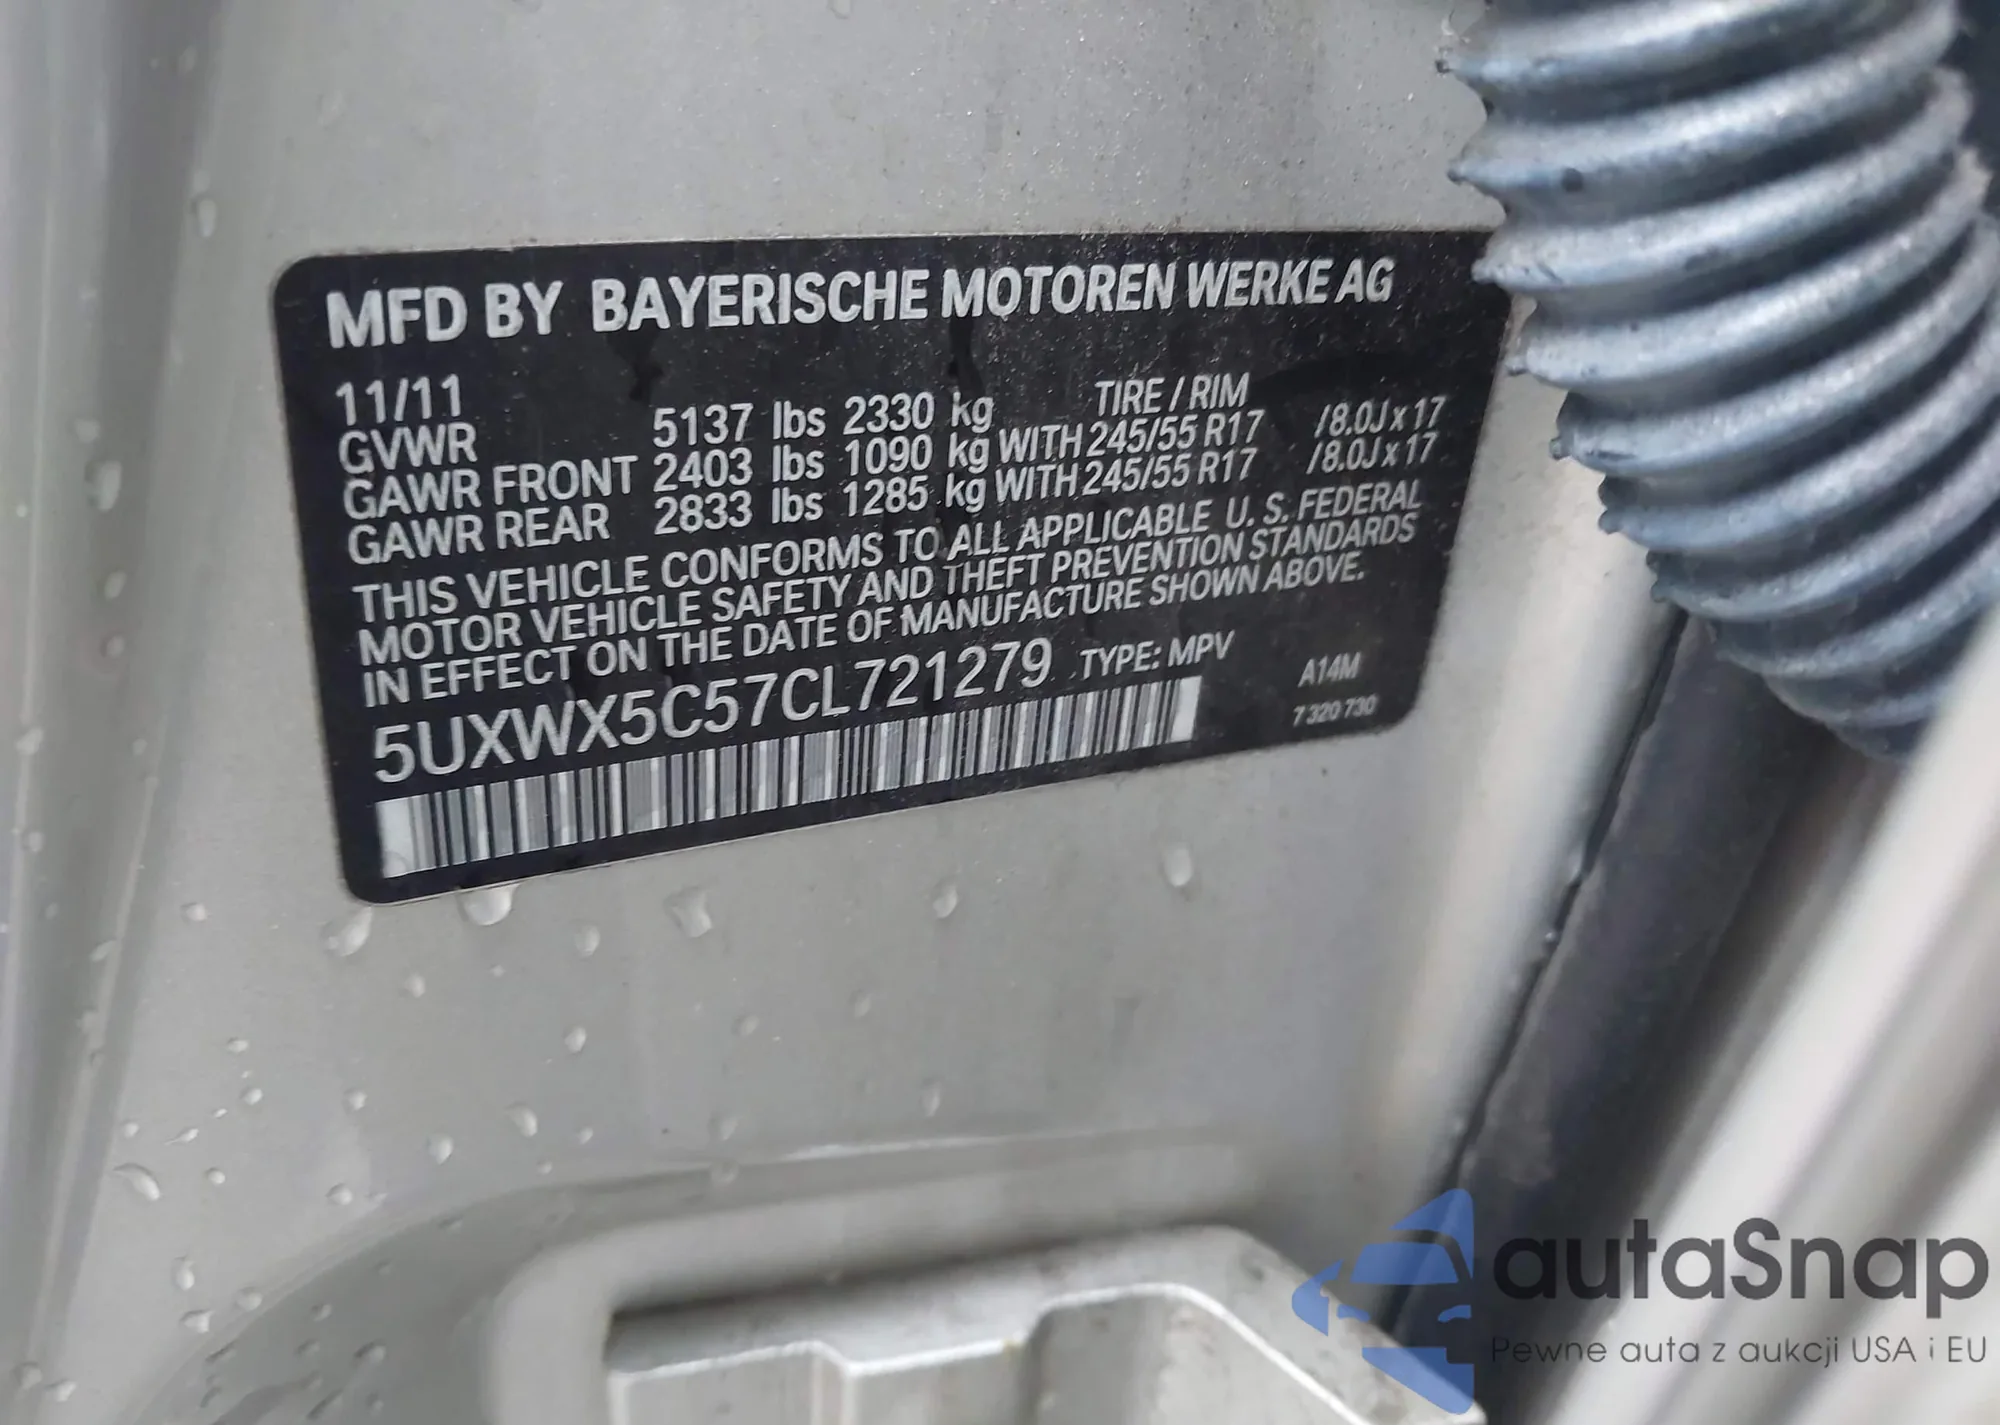 MFD BY BAYERISCHE MOTOREN WERKE AG
11/11 TIRE / RIM
GVWR 5137 lbs 2330 kg
GAWR FRONT 2403 lbs 1090 kg WITH 245/55 R17 /8.0J x 17
GAWR REAR 2833 lbs 1285 kg WITH 245/55 R17 /8.0J x 17
THIS VEHICLE CONFORMS TO ALL APPLICABLE U.S. FEDERAL
MOTOR VEHICLE SAFETY AND THEFT PREVENTION STANDARDS
IN EFFECT ON THE DATE OF MANUFACTURE SHOWN ABOVE.
5UXWX5C57CL721279 TYPE: MPV A14M
7 320 730
autaSnap
Pewne auta z aukcji USA i EU